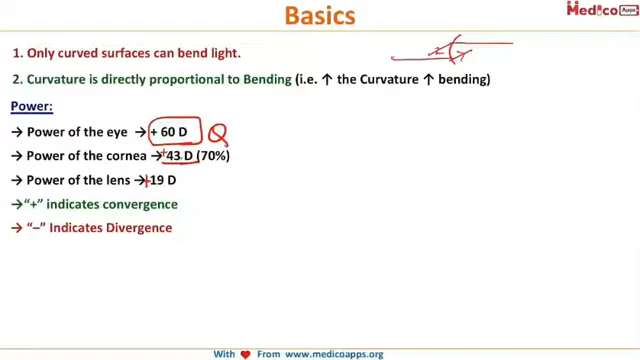 Basics
Medico Apps
1. Only curved surfaces can bend light.
2. Curvature is directly proportional to Bending (i.e. ↑ the Curvature ↑ bending)
Power:
→ Power of the eye → + 60 D Q
→ Power of the cornea → +43 D (70%)
→ Power of the lens → +19 D
→ “+” indicates convergence
→ “–” Indicates Divergence
With ❤ From www.medicoapps.org